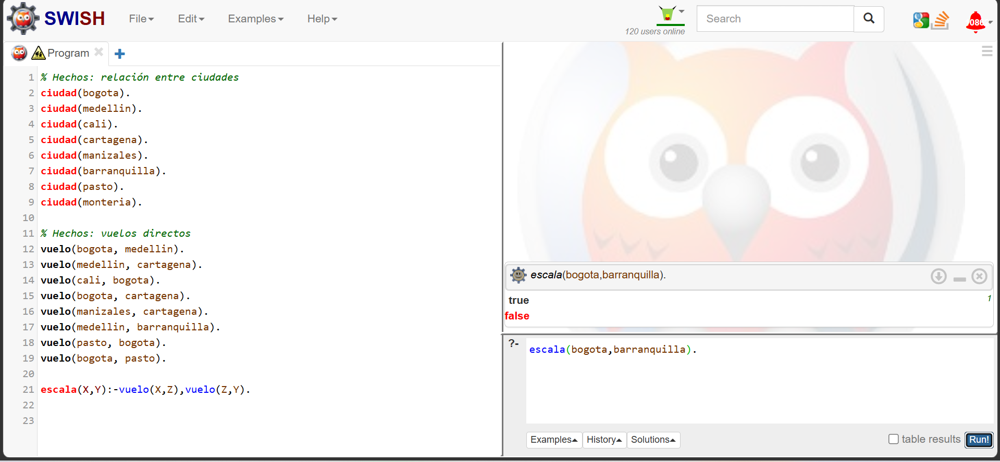 SWISH File Edit Examples Help
120 users online
Search
Program
1 % Hechos: relación entre ciudades
2 ciudad(bogota).
3 ciudad(medellin).
4 ciudad(cali).
5 ciudad(cartagena).
6 ciudad(manizales).
7 ciudad(barranquilla).
8 ciudad(pasto).
9 ciudad(monteria).
10
11 % Hechos: vuelos directos
12 vuelo(bogota, medellin).
13 vuelo(medellin, cartagena).
14 vuelo(cali, bogota).
15 vuelo(bogota, cartagena).
16 vuelo(manizales, cartagena).
17 vuelo(medellin, barranquilla).
18 vuelo(pasto, bogota).
19 vuelo(bogota, pasto).
20
21 escala(X,Y):-vuelo(X,Z),vuelo(Z,Y).
22
23
escala(bogota,barranquilla).
true 1
false
?- escala(bogota,barranquilla).
Examples History Solutions table results Run!